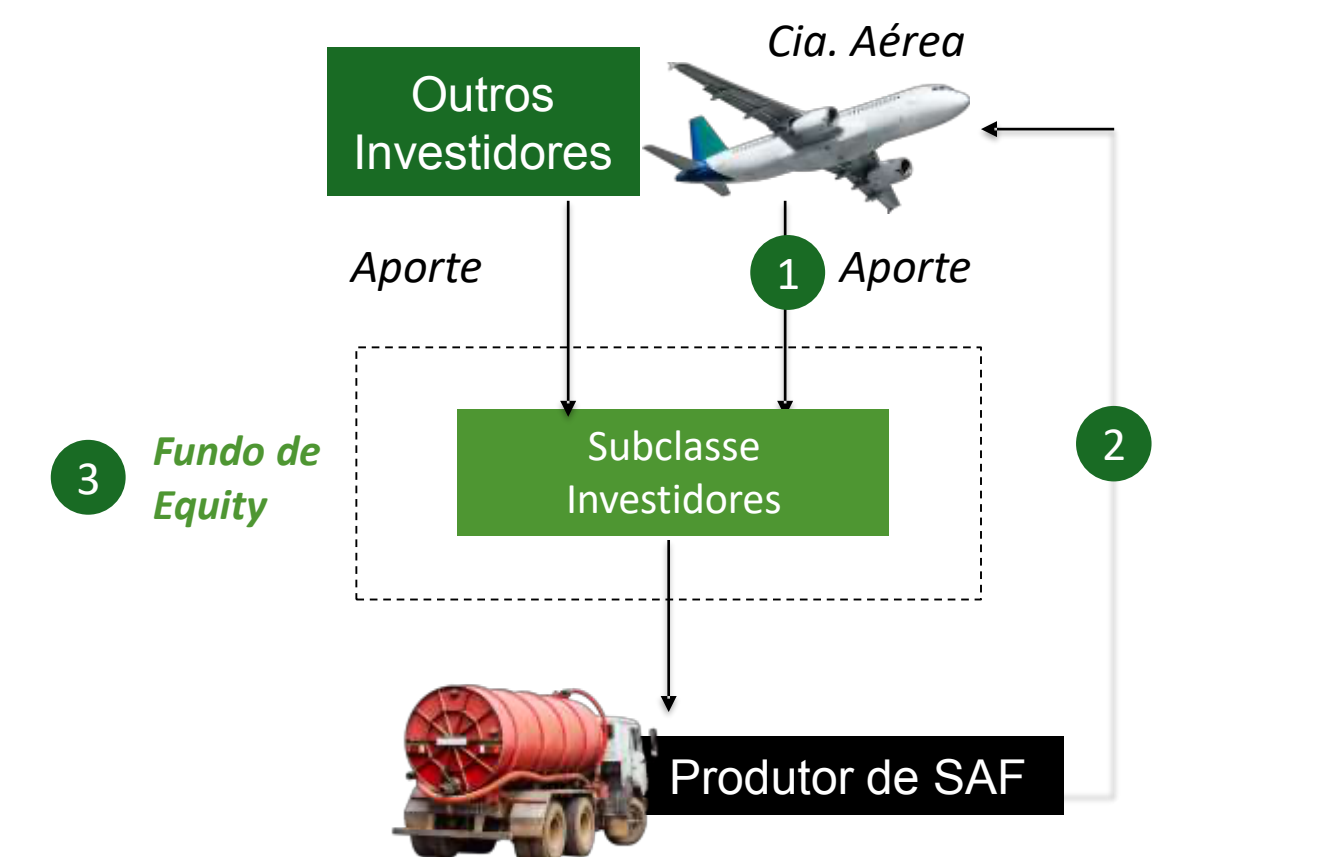 Cia. Aérea
Outros
Investidores
Aporte
1
Aporte
3
Fundo de
Equity
Subclasse
Investidores
2
Produtor de SAF